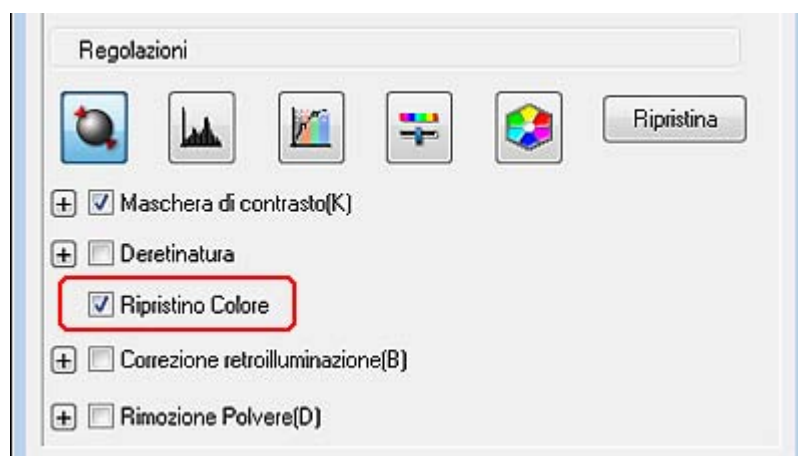 Regolazioni
Ripristina
Maschera di contrasto(K)
Deretinatura
Ripristino Colore
Correzione retroilluminazione(B)
Rimozione Polvere(D)